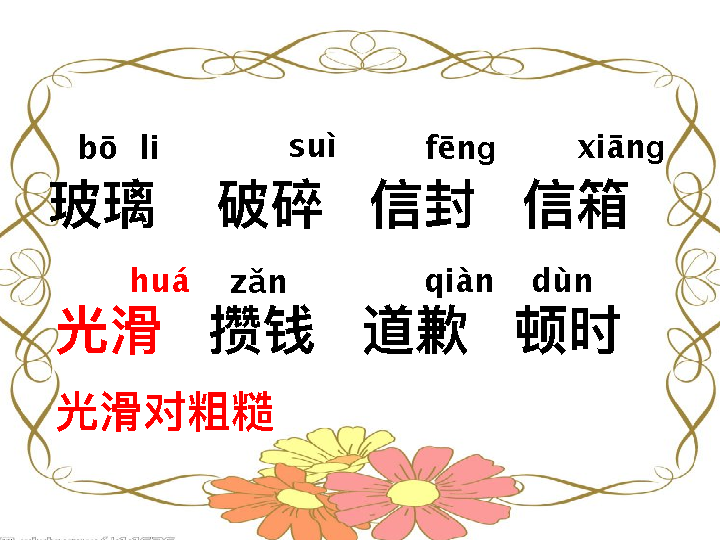 bō li suì fēng xiāng
玻璃 破碎 信封 信箱
huá zǎn qiàn dùn
光滑 攒钱 道歉 顿时
光滑对粗糙